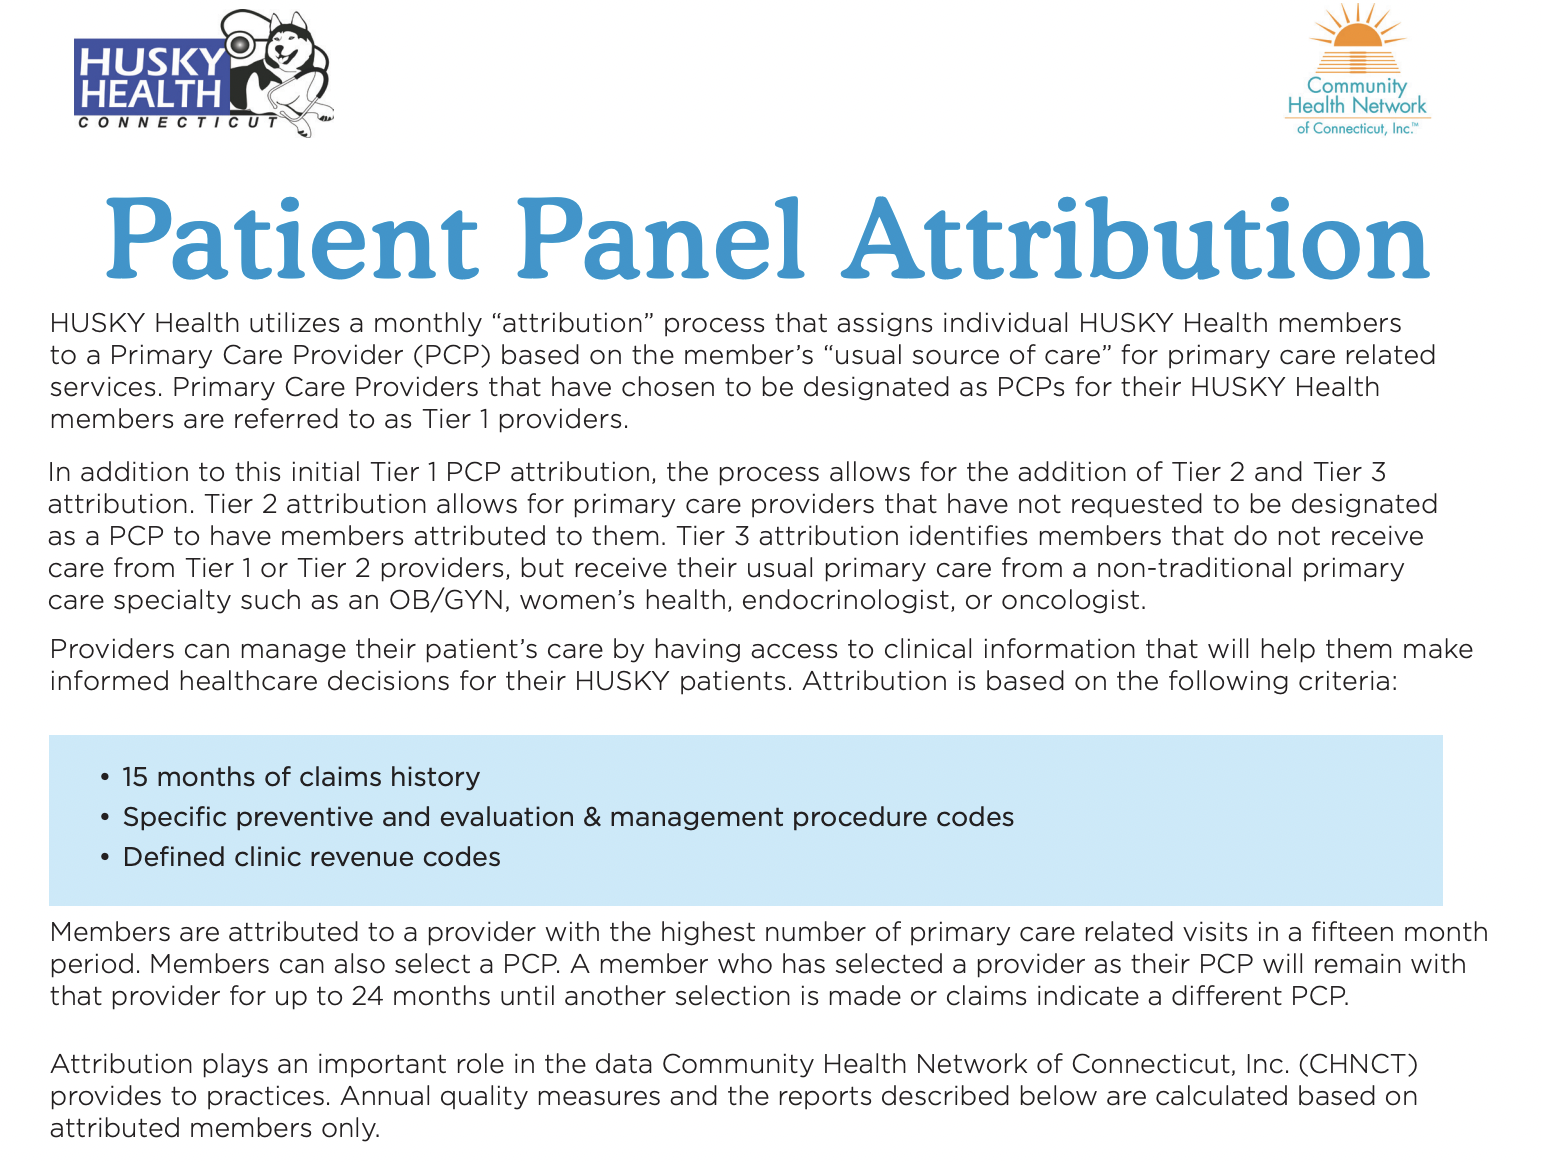 HUSKY
HEALTH
CONNECTICUT
Community
Health Network
of Connecticut, Inc.™
Patient Panel Attribution
HUSKY Health utilizes a monthly “attribution” process that assigns individual HUSKY Health members
to a Primary Care Provider (PCP) based on the member’s “usual source of care” for primary care related
services. Primary Care Providers that have chosen to be designated as PCPs for their HUSKY Health
members are referred to as Tier 1 providers.
In addition to this initial Tier 1 PCP attribution, the process allows for the addition of Tier 2 and Tier 3
attribution. Tier 2 attribution allows for primary care providers that have not requested to be designated
as a PCP to have members attributed to them. Tier 3 attribution identifies members that do not receive
care from Tier 1 or Tier 2 providers, but receive their usual primary care from a non-traditional primary
care specialty such as an OB/GYN, women’s health, endocrinologist, or oncologist.
Providers can manage their patient’s care by having access to clinical information that will help them make
informed healthcare decisions for their HUSKY patients. Attribution is based on the following criteria:
• 15 months of claims history
• Specific preventive and evaluation & management procedure codes
• Defined clinic revenue codes
Members are attributed to a provider with the highest number of primary care related visits in a fifteen month
period. Members can also select a PCP. A member who has selected a provider as their PCP will remain with
that provider for up to 24 months until another selection is made or claims indicate a different PCP.
Attribution plays an important role in the data Community Health Network of Connecticut, Inc. (CHNCT)
provides to practices. Annual quality measures and the reports described below are calculated based on
attributed members only.